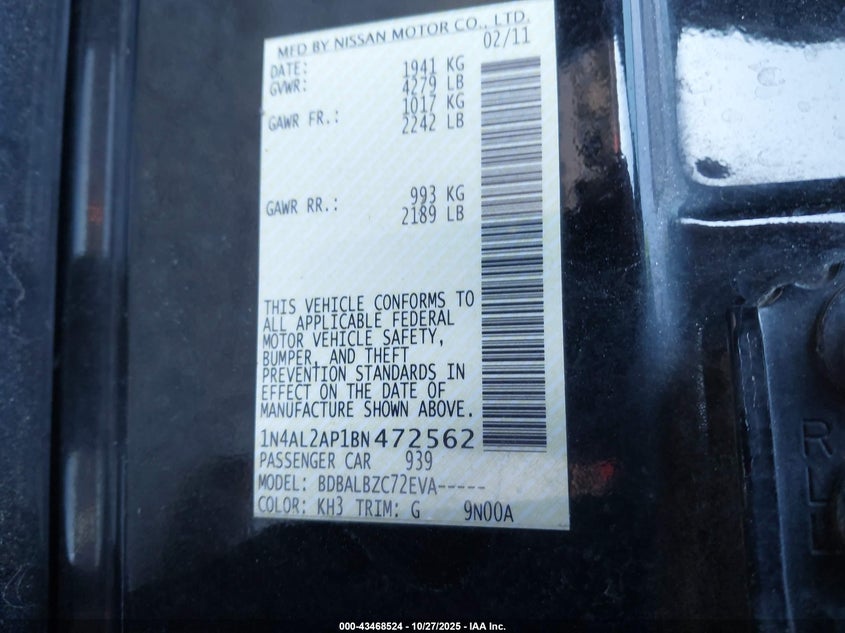 MFD BY NISSAN MOTOR CO., LTD.
02/11
DATE: 1941 KG
GVWR: 4279 LB
1017 KG
GAWR FR.: 2242 LB
993 KG
GAWR RR.: 2189 LB
THIS VEHICLE CONFORMS TO
ALL APPLICABLE FEDERAL
MOTOR VEHICLE SAFETY,
BUMPER, AND THEFT
PREVENTION STANDARDS IN
EFFECT ON THE DATE OF
MANUFACTURE SHOWN ABOVE.
1N4AL2AP1BN472562
PASSENGER CAR 939
MODEL: BDBALBZC72EVA-----
COLOR: KH3 TRIM: G 9N00A
000-43468524 | 10/27/2025 - IAA Inc.